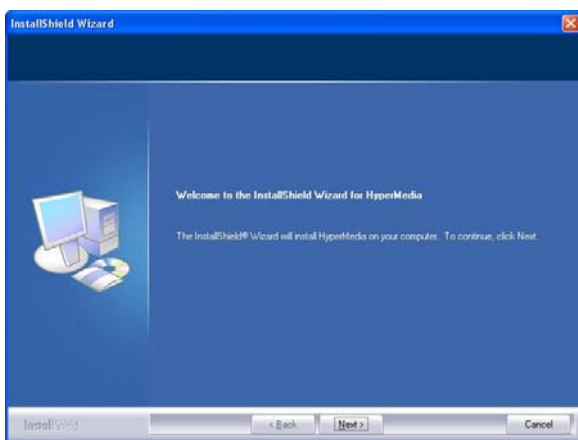 InstallShield Wizard
Welcome to the InstallShield Wizard for HyperMedia
The InstallShield® Wizard will install HyperMedia on your computer. To continue, click Next.
InstallShield
< Back
Next >
Cancel